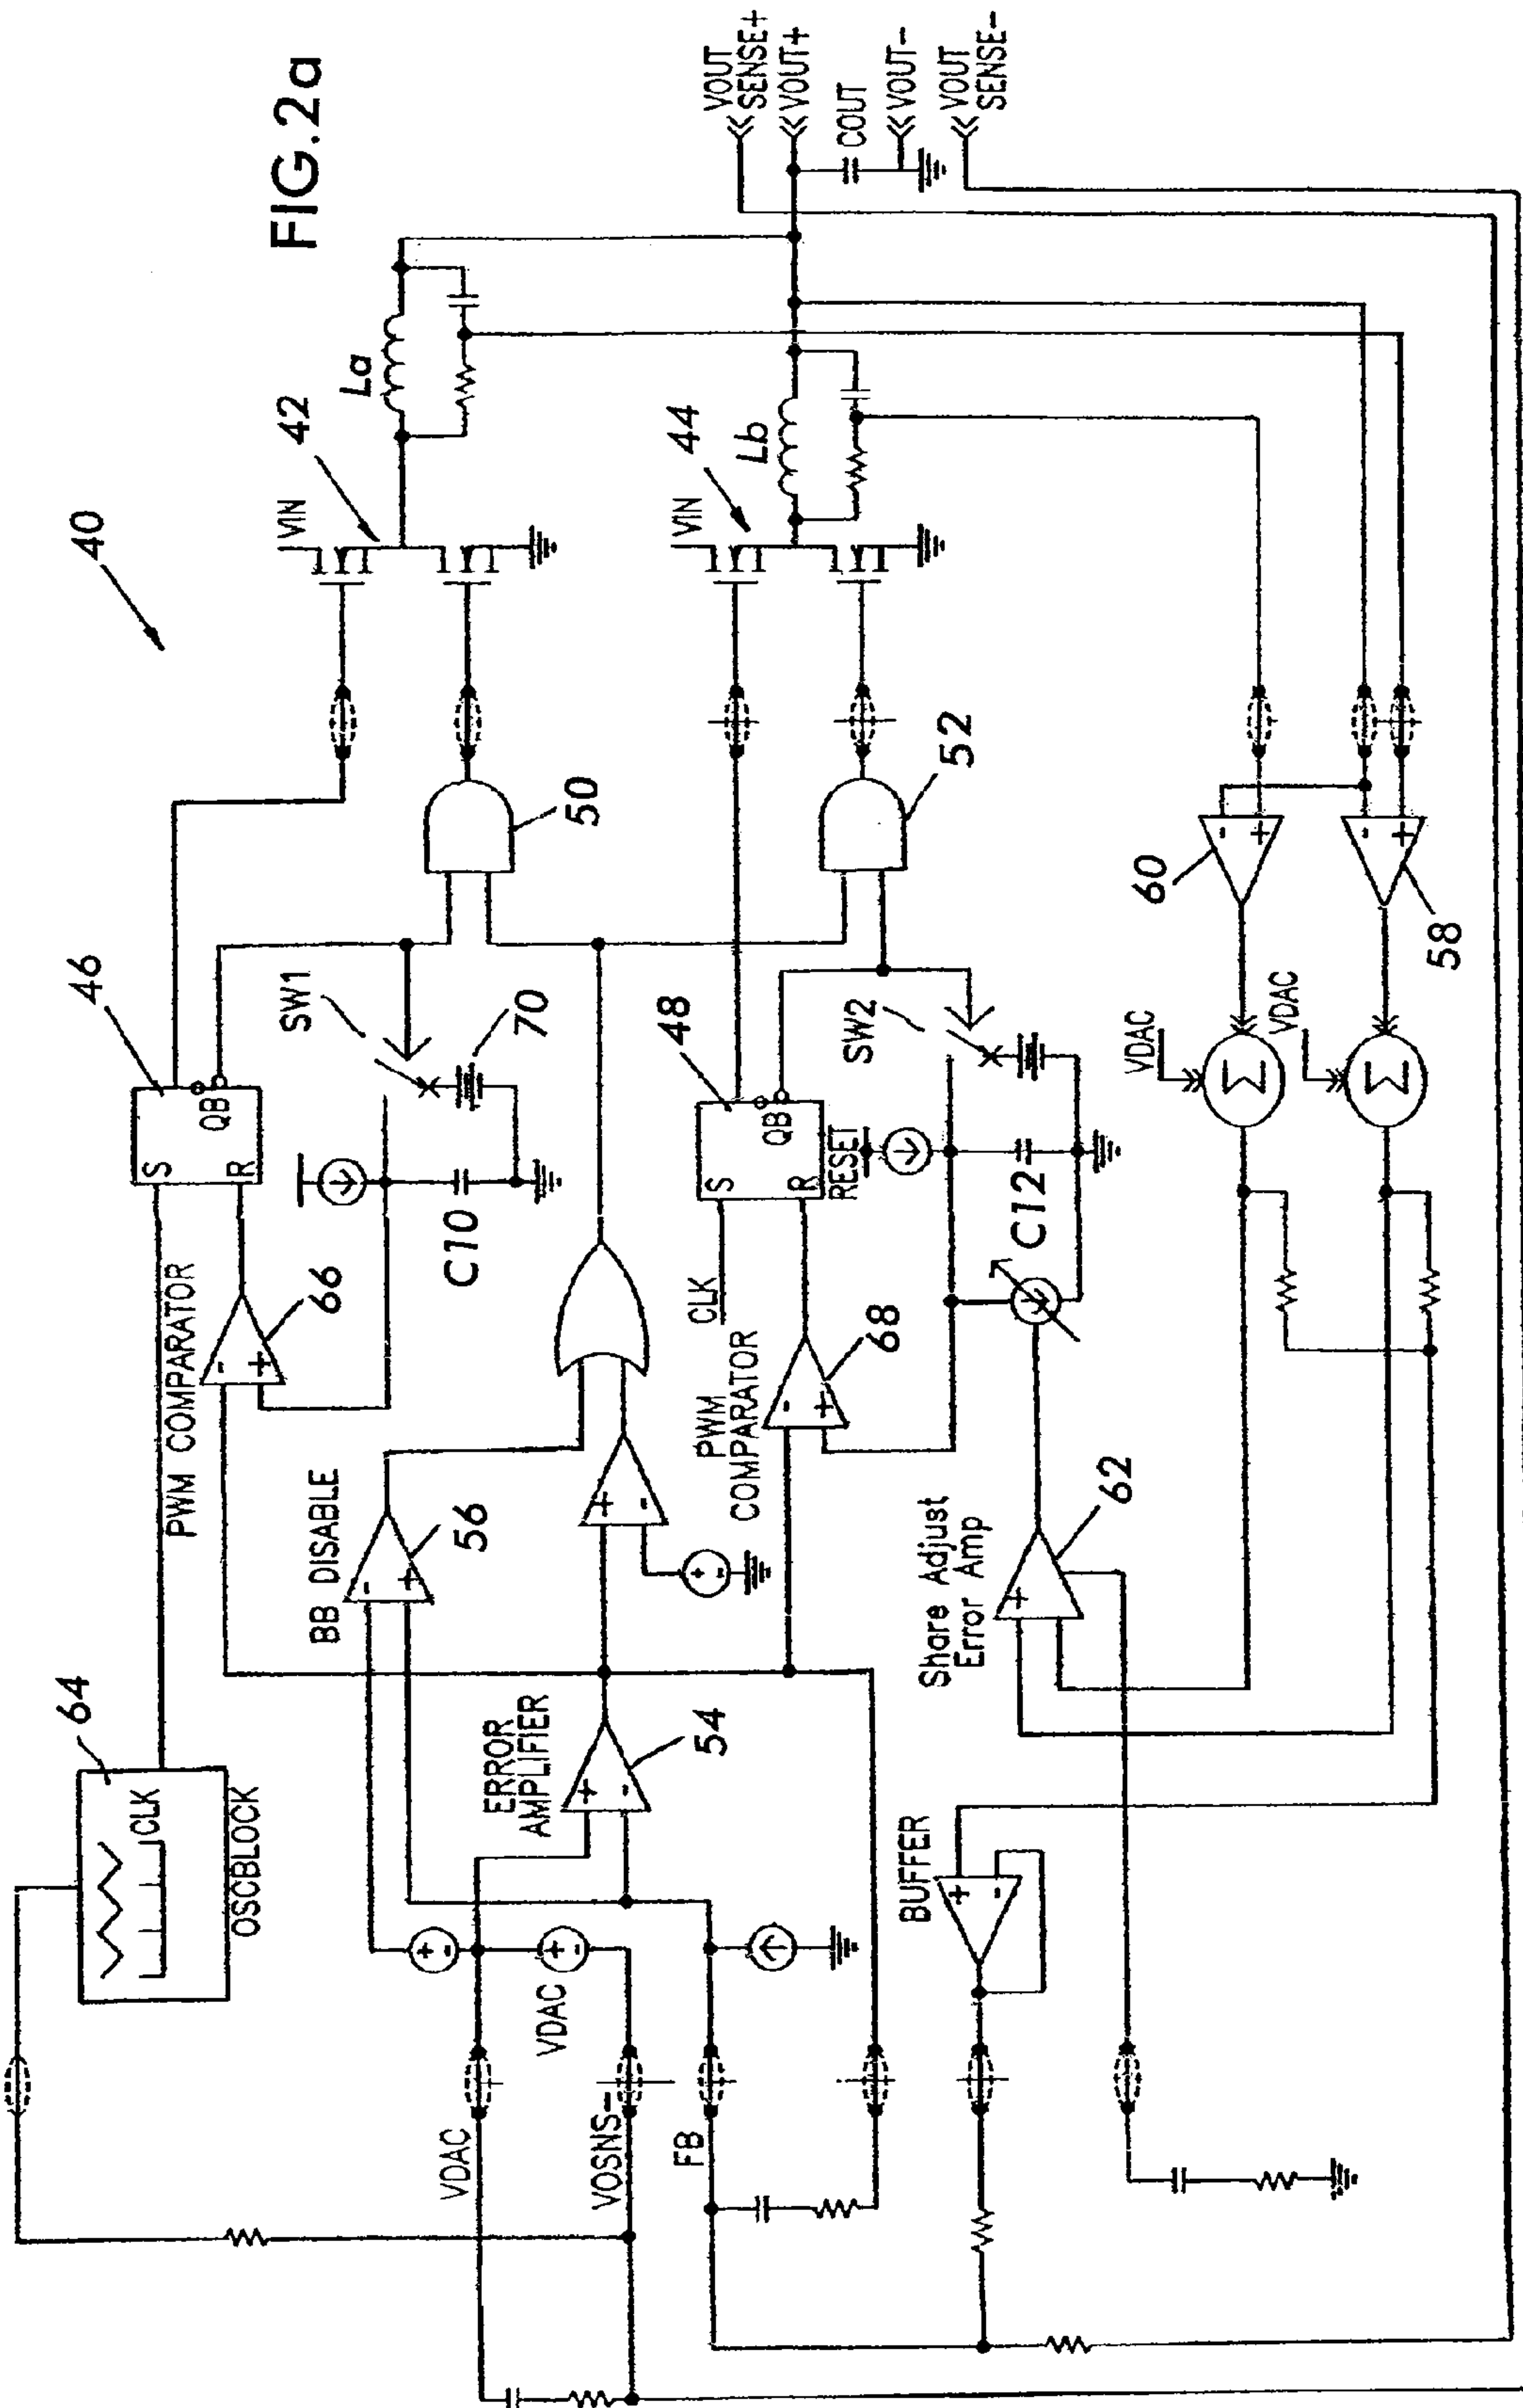 FIG.2a
40
64
CLK
OSCBLOCK
PWM COMPARATOR
66
46
S
R
QB
SW1
70
C10
50
VIN
42
La
VOUT
SENSE+
VOUT+
COUT
VOUT-
VOUT
SENSE-
BB DISABLE
-
+
56
ERROR
AMPLIFIER
+
-
54
VDAC
VDAC
VOSNS-
FB
PWM
COMPARATOR
-
+
68
CLK
48
S
R
QB
RESET
SW2
C12
52
VIN
44
Lb
Share Adjust
Error Amp
+
62
BUFFER
+
-
VDAC
Σ
VDAC
Σ
60
-
+
58
-
+